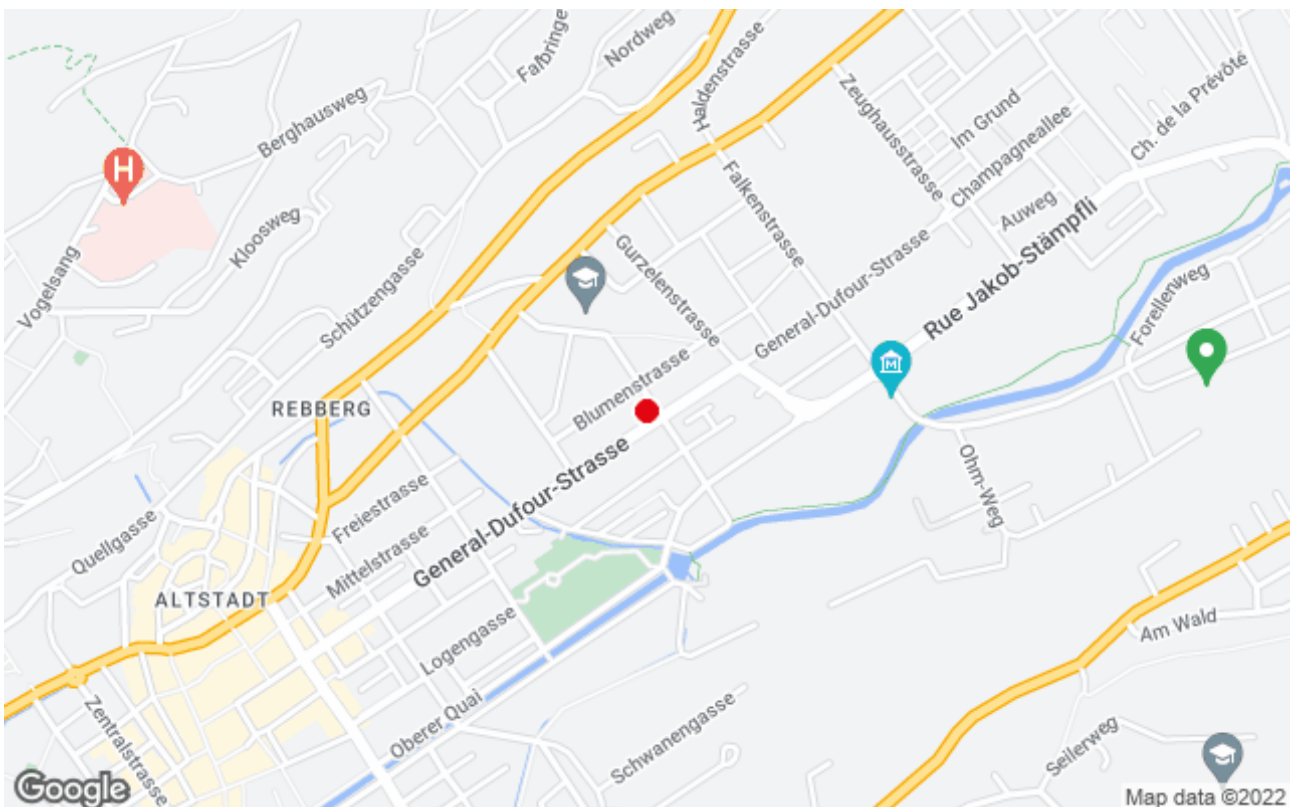 Falbringe
Nordweg
Haldenstrasse
Berghausweg
Zeughausstrasse
Im Grund
Champagneallee
Ch. de la Prévôté
H
Vogelsang
Kloosweg
Schützengasse
Gurzelenstrasse
Falkenstrasse
General-Dufour-Strasse
Auweg
Rue Jakob-Stämpfli
Forellenweg
M
Blumenstrasse
REBBERG
General-Dufour-Strasse
Freiestrasse
Mittelstrasse
Ohm-Weg
Quellgasse
ALTSTADT
Logengasse
Am Wald
Oberer Quai
Zentralstrasse
Schwanengasse
Seilerweg
Google
Map data ©2022